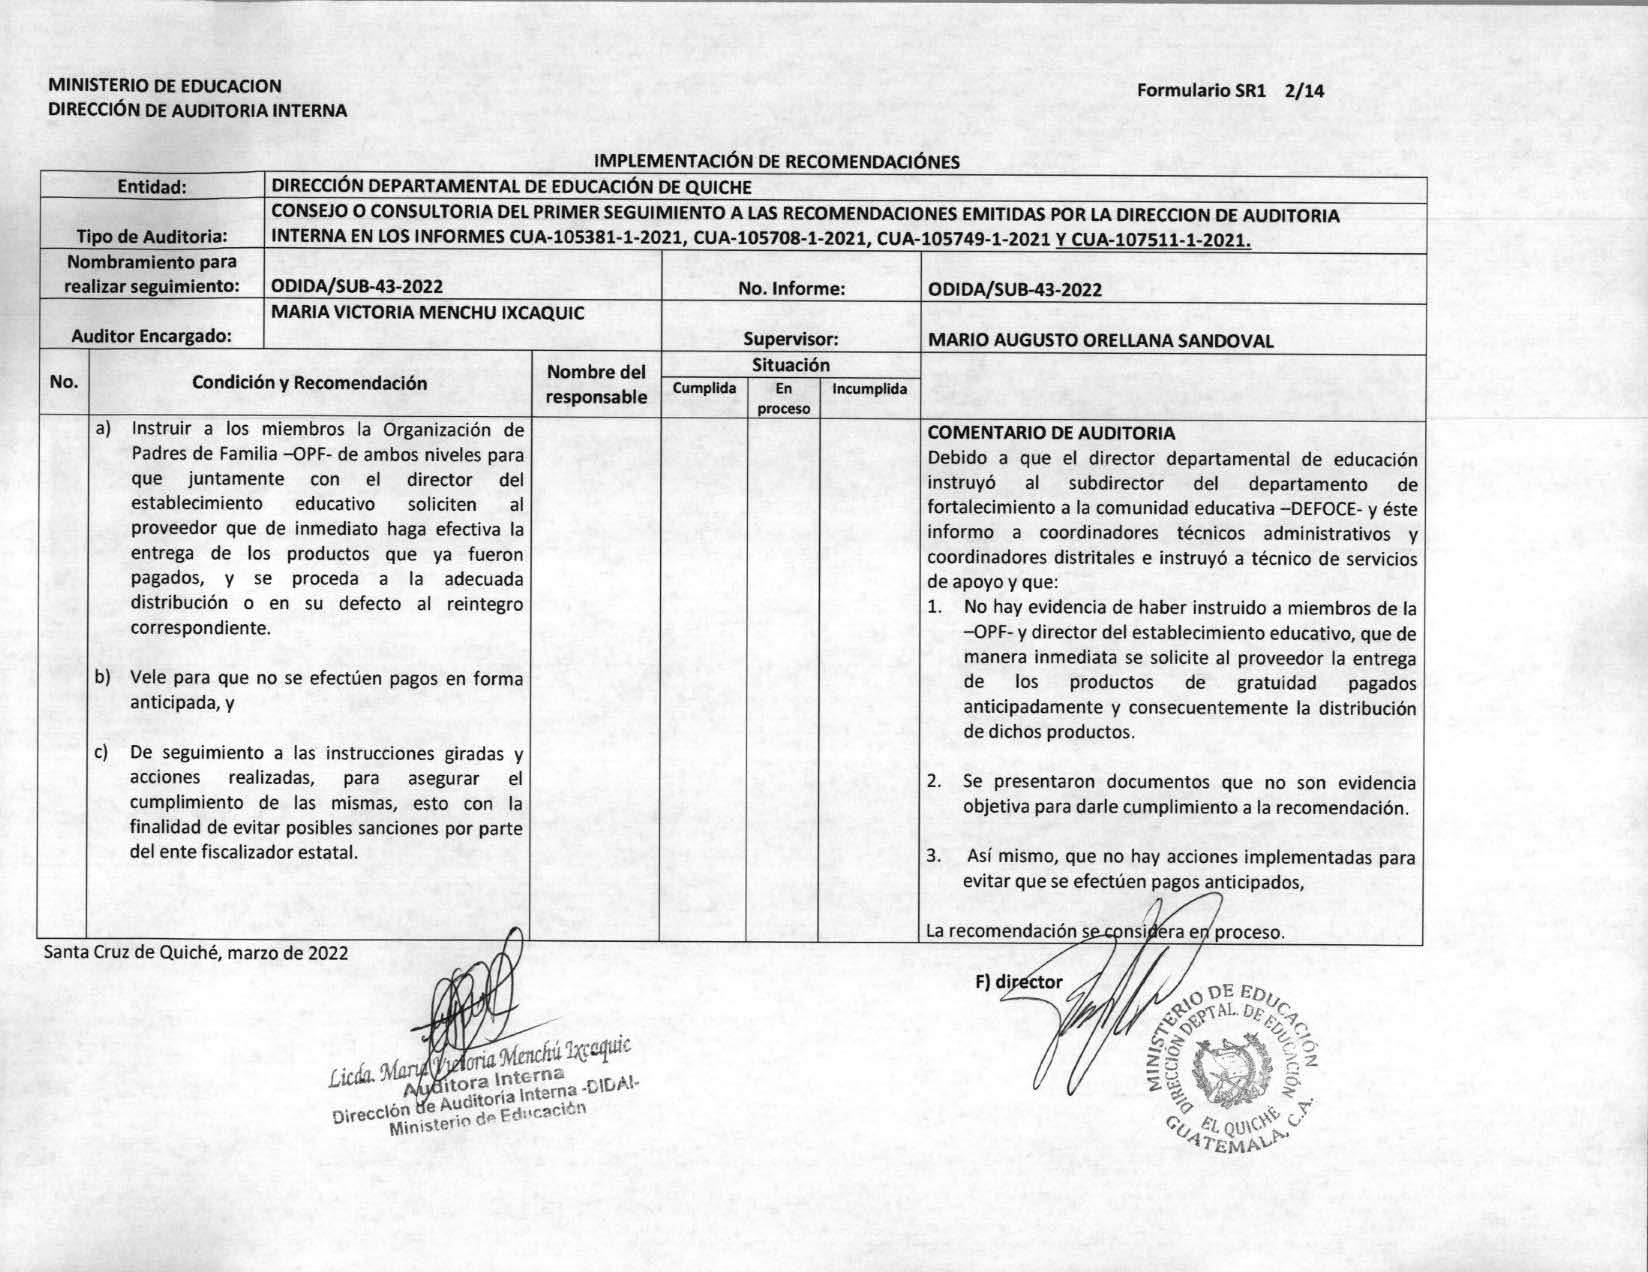 MINISTERIO DE EDUCACION
DIRECCIÓN DE AUDITORIA INTERNA
Formulario SR1 2/14
IMPLEMENTACIÓN DE RECOMENDACIÓNES
Entidad:
DIRECCIÓN DEPARTAMENTAL DE EDUCACIÓN DE QUICHE
Tipo de Auditoria:
CONSEJO O CONSULTORIA DEL PRIMER SEGUIMIENTO A LAS RECOMENDACIONES EMITIDAS POR LA DIRECCION DE AUDITORIA
INTERNA EN LOS INFORMES CUA-105381-1-2021, CUA-105708-1-2021, CUA-105749-1-2021 Y CUA-107511-1-2021.
Nombramiento para
realizar seguimiento:
ODIDA/SUB-43-2022
No. Informe:
ODIDA/SUB-43-2022
Auditor Encargado:
MARIA VICTORIA MENCHU IXCAQUIC
Supervisor:
MARIO AUGUSTO ORELLANA SANDOVAL
No.
Condición y Recomendación
Nombre del
responsable
Situación
Cumplida
En
proceso
Incumplida
a) Instruir a los miembros la Organización de
Padres de Familia –OPF- de ambos niveles para
que juntamente con el director del
establecimiento educativo soliciten al
proveedor que de inmediato haga efectiva la
entrega de los productos que ya fueron
pagados, y se proceda a la adecuada
distribución o en su defecto al reintegro
correspondiente.
b) Vele para que no se efectúen pagos en forma
anticipada, y
c) De seguimiento a las instrucciones giradas y
acciones realizadas, para asegurar el
cumplimiento de las mismas, esto con la
finalidad de evitar posibles sanciones por parte
del ente fiscalizador estatal.
COMENTARIO DE AUDITORIA
Debido a que el director departamental de educación
instruyó al subdirector del departamento de
fortalecimiento a la comunidad educativa –DEFOCE- y éste
informo a coordinadores técnicos administrativos y
coordinadores distritales e instruyó a técnico de servicios
de apoyo y que:
1. No hay evidencia de haber instruido a miembros de la
–OPF- y director del establecimiento educativo, que de
manera inmediata se solicite al proveedor la entrega
de los productos de gratuidad pagados
anticipadamente y consecuentemente la distribución
de dichos productos.
2. Se presentaron documentos que no son evidencia
objetiva para darle cumplimiento a la recomendación.
3. Así mismo, que no hay acciones implementadas para
evitar que se efectúen pagos anticipados,
La recomendación se considera en proceso.
Santa Cruz de Quiché, marzo de 2022
F) director
Licda. María Victoria Menchú Ixcaquic
Auditora Interna
Dirección de Auditoría Interna -DIDAI-
Ministerio de Educación
MINISTERIO DE EDUCACIÓN
DIRECCIÓN DEPTAL. DE EDUCACIÓN
EL QUICHÉ
GUATEMALA, C.A.